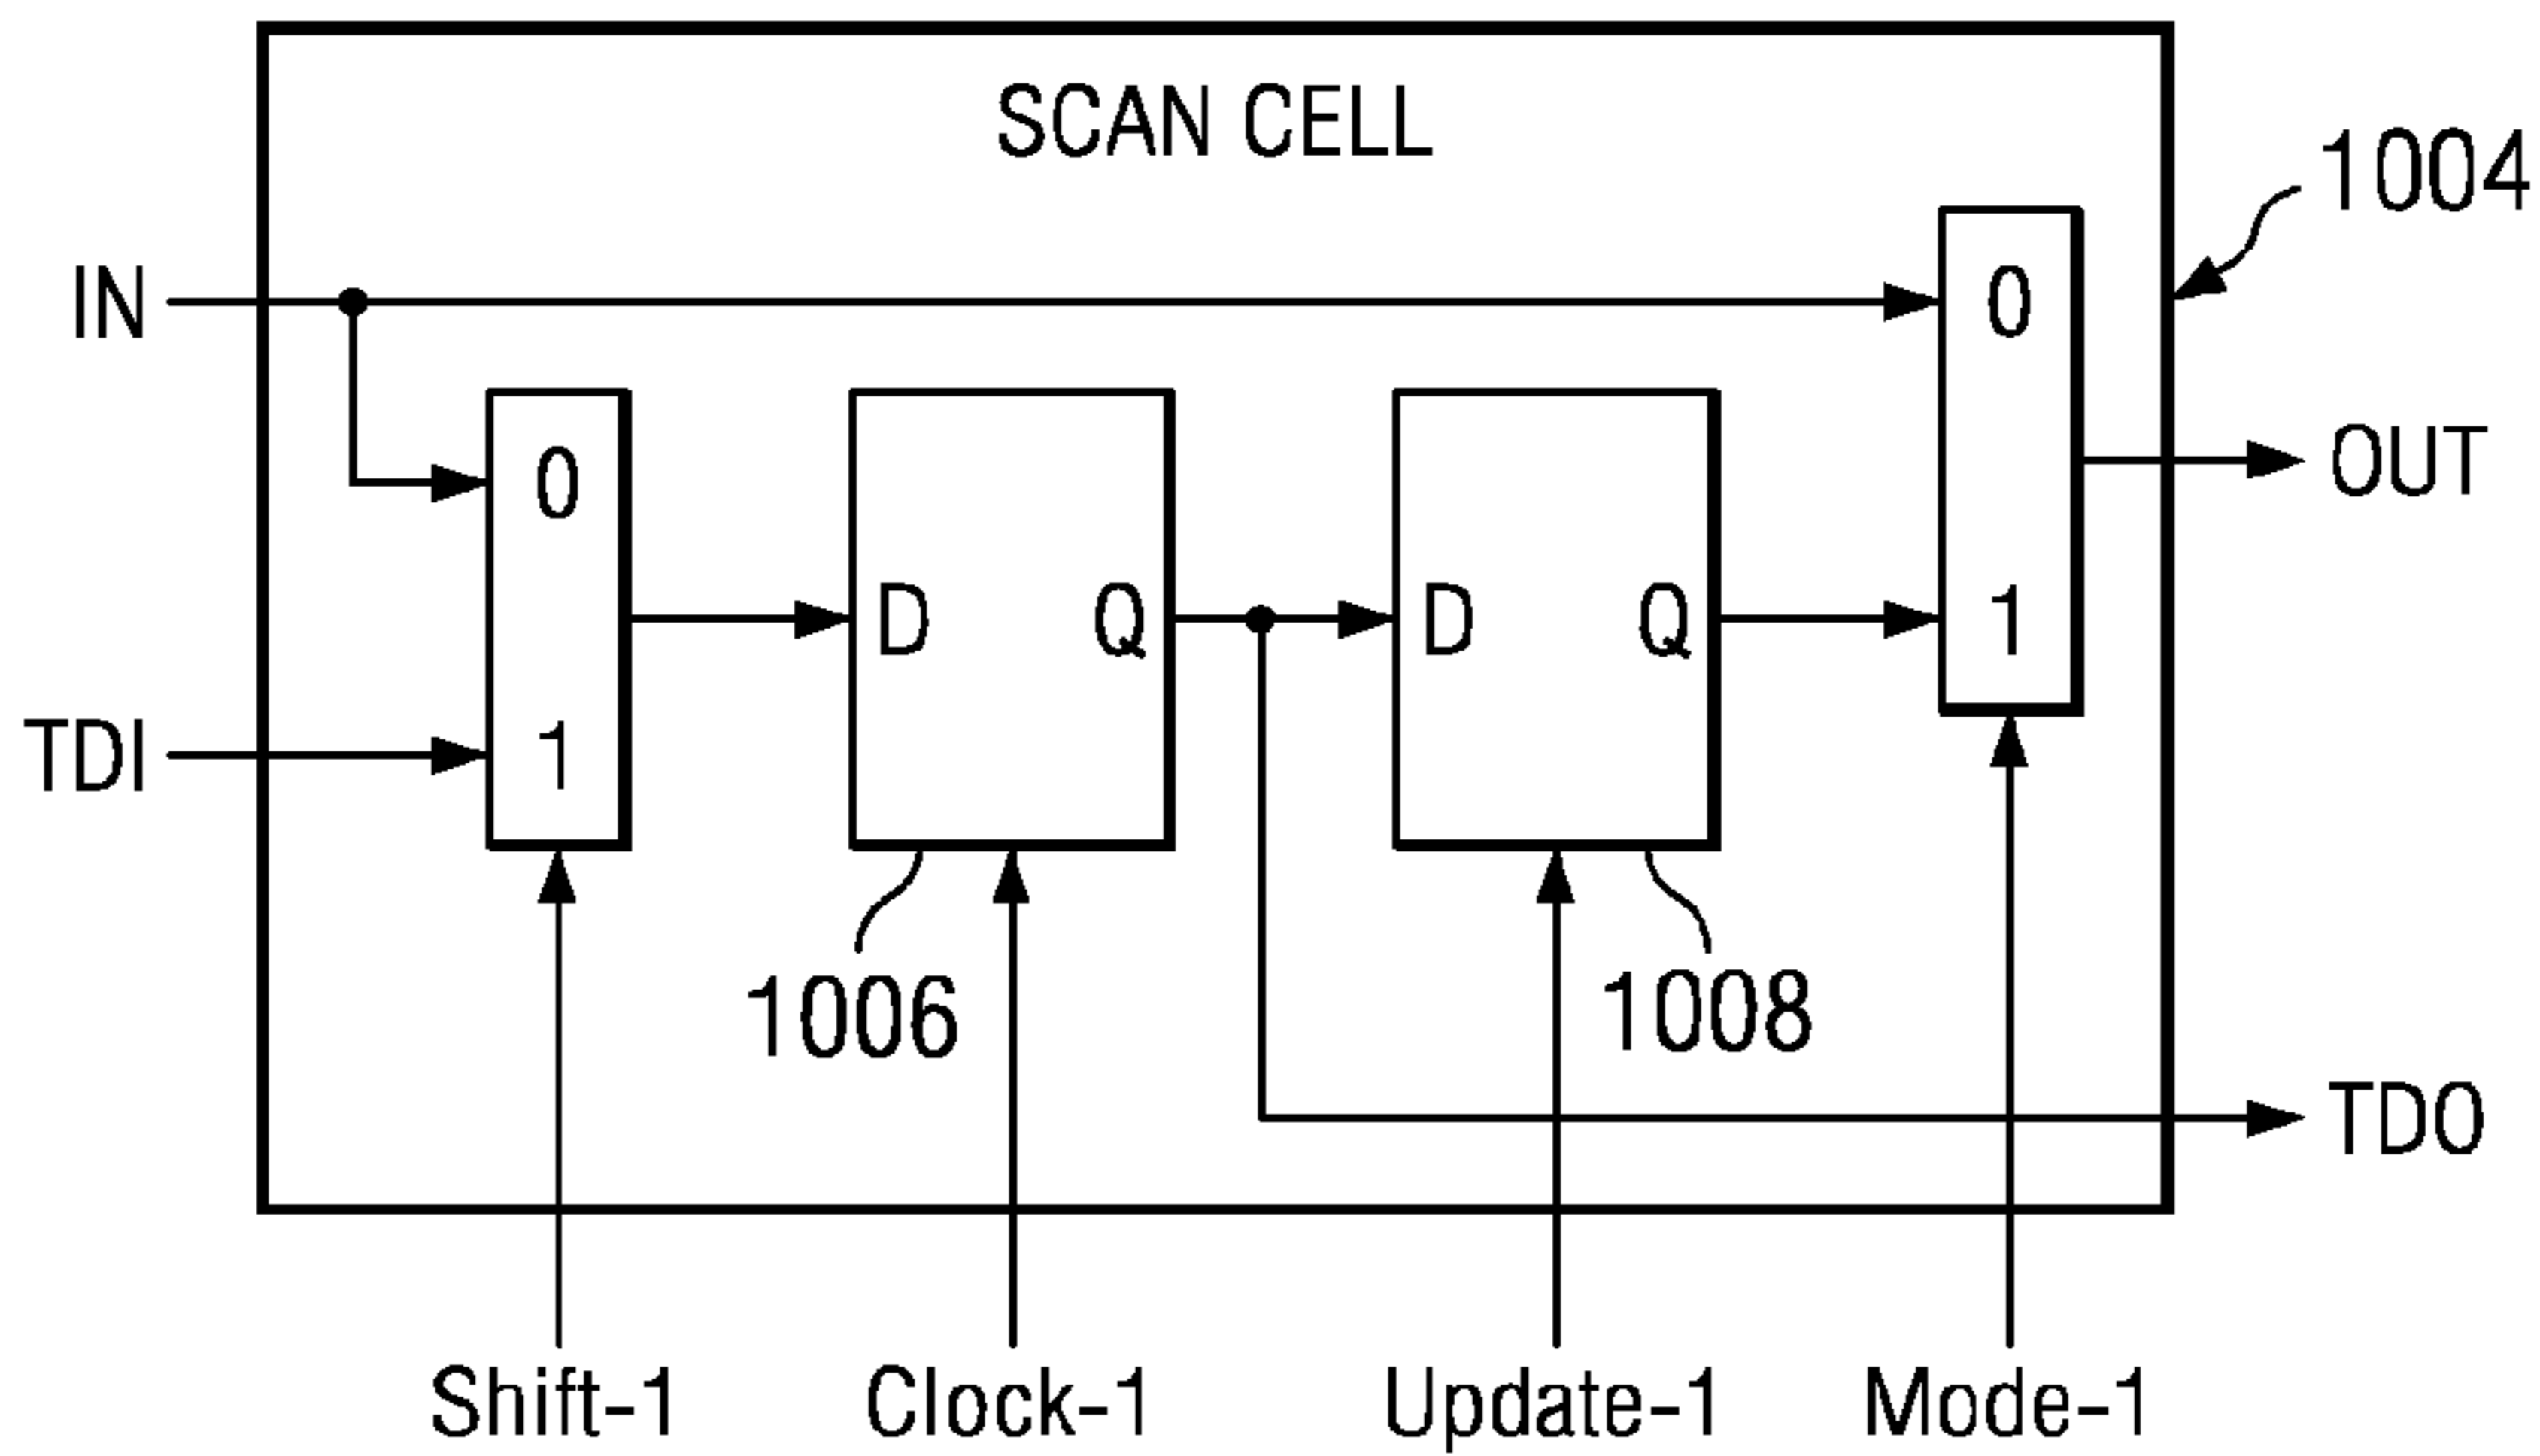 SCAN CELL
1004
IN
0
0
OUT
D Q D Q
1
TDI
1
1006
1008
TDO
Shift-1 Clock-1 Update-1 Mode-1